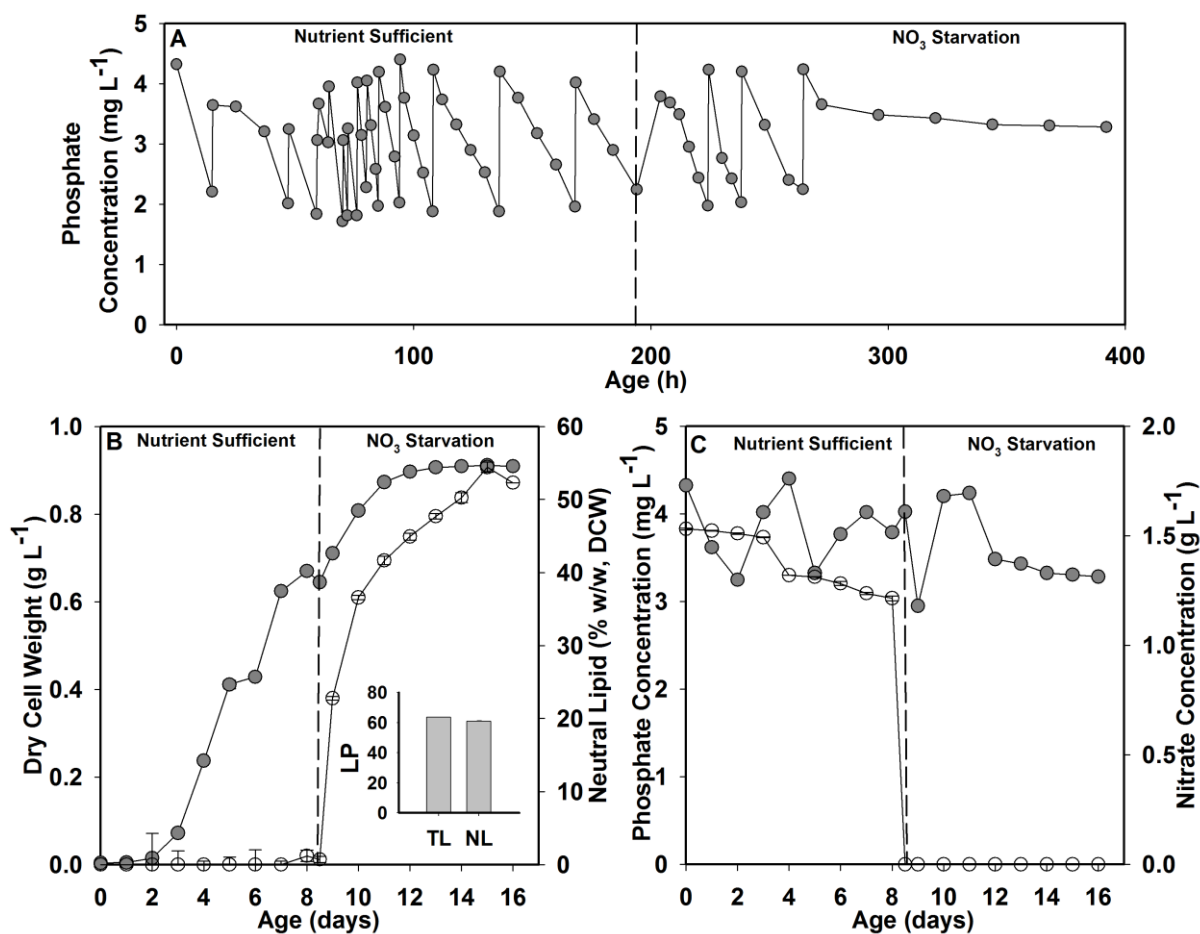 A
Nutrient Sufficient
NO3 Starvation
Phosphate
Concentration (mg L-1)
5
4
3
2
1
0
0
100
200
300
400
Age (h)
B
Nutrient Sufficient
NO3 Starvation
Dry Cell Weight (g L-1)
1.0
0.8
0.6
0.4
0.2
0.0
60
50
40
30
20
10
0
Neutral Lipid (% w/w, DCW)
LP
80
60
40
20
0
TL NL
0 2 4 6 8 10 12 14 16
Age (days)
C
Nutrient Sufficient
NO3 Starvation
Phosphate Concentration (mg L-1)
5
4
3
2
1
0
2.0
1.5
1.0
0.5
0.0
Nitrate Concentration (g L-1)
0 2 4 6 8 10 12 14 16
Age (days)